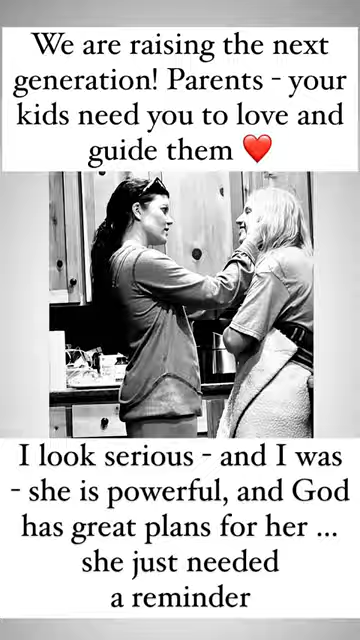 We are raising the next
generation! Parents - your
kids need you to love and
guide them ❤️
I look serious - and I was
- she is powerful, and God
has great plans for her ...
she just needed
a reminder